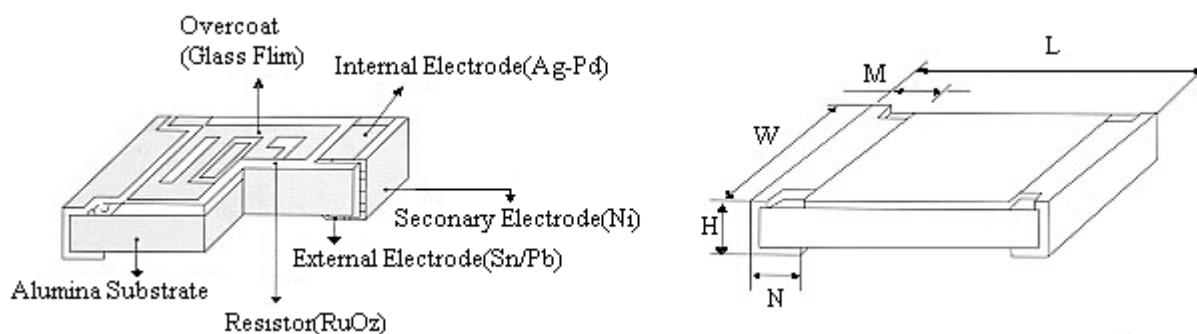 Overcoat
(Glass Flim)
Internal Electrode(Ag-Pd)
Seconary Electrode(Ni)
External Electrode(Sn/Pb)
Alumina Substrate
Resistor(RuOz)
L
M
W
H
N